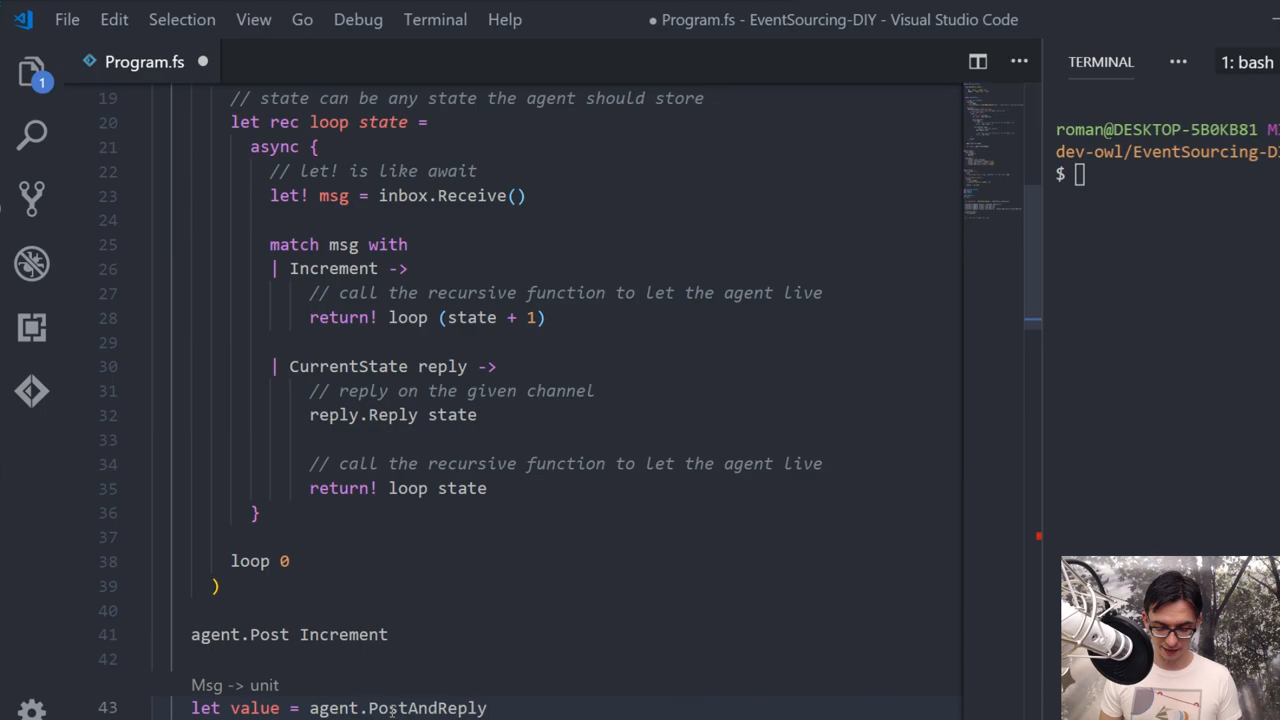 File Edit Selection View Go Debug Terminal Help ● Program.fs - EventSourcing-DIY - Visual Studio Code
Program.fs ●
TERMINAL ··· 1: bash
1
19 // state can be any state the agent should store
20 let rec loop state =
21 async {
22 // let! is like await
23 let! msg = inbox.Receive()
24
25 match msg with
26 | Increment ->
27 // call the recursive function to let the agent live
28 return! loop (state + 1)
29
30 | CurrentState reply ->
31 // reply on the given channel
32 reply.Reply state
33
34 // call the recursive function to let the agent live
35 return! loop state
36 }
37
38 loop 0
39 )
40
41 agent.Post Increment
42
Msg -> unit
43 let value = agent.PostAndReply
roman@DESKTOP-5B0KB81
dev-owl/EventSourcing-DI
$